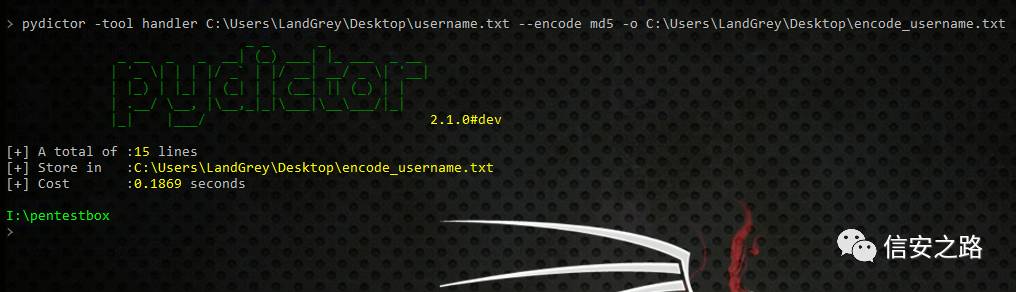 > pydictor -tool handler C:\Users\LandGrey\Desktop\username.txt --encode md5 -o C:\Users\LandGrey\Desktop\encode_username.txt
pydictor
2.1.0#dev
[+] A total of :15 lines
[+] Store in   :C:\Users\LandGrey\Desktop\encode_username.txt
[+] Cost       :0.1869 seconds
I:\pentestbox
>
信安之路